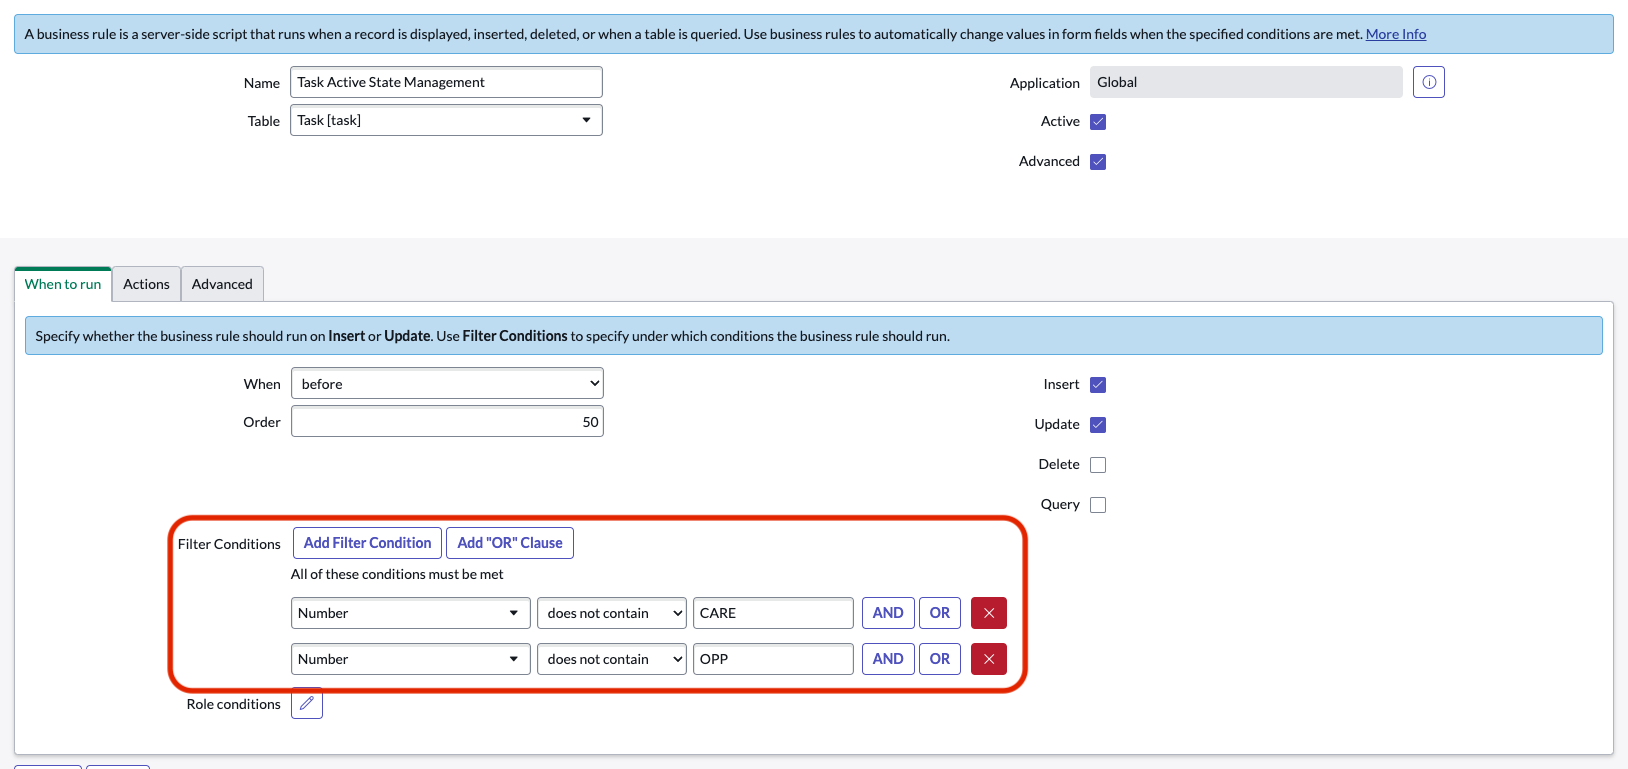 A business rule is a server-side script that runs when a record is displayed, inserted, deleted, or when a table is queried. Use business rules to automatically change values in form fields when the specified conditions are met. More Info
Name Task Active State Management
Application Global
Table Task [task]
Active
Advanced
When to run Actions Advanced
Specify whether the business rule should run on Insert or Update. Use Filter Conditions to specify under which conditions the business rule should run.
When before
Insert
Order 50
Update
Delete
Query
Filter Conditions Add Filter Condition Add "OR" Clause
All of these conditions must be met
Number does not contain CARE AND OR
Number does not contain OPP AND OR
Role conditions